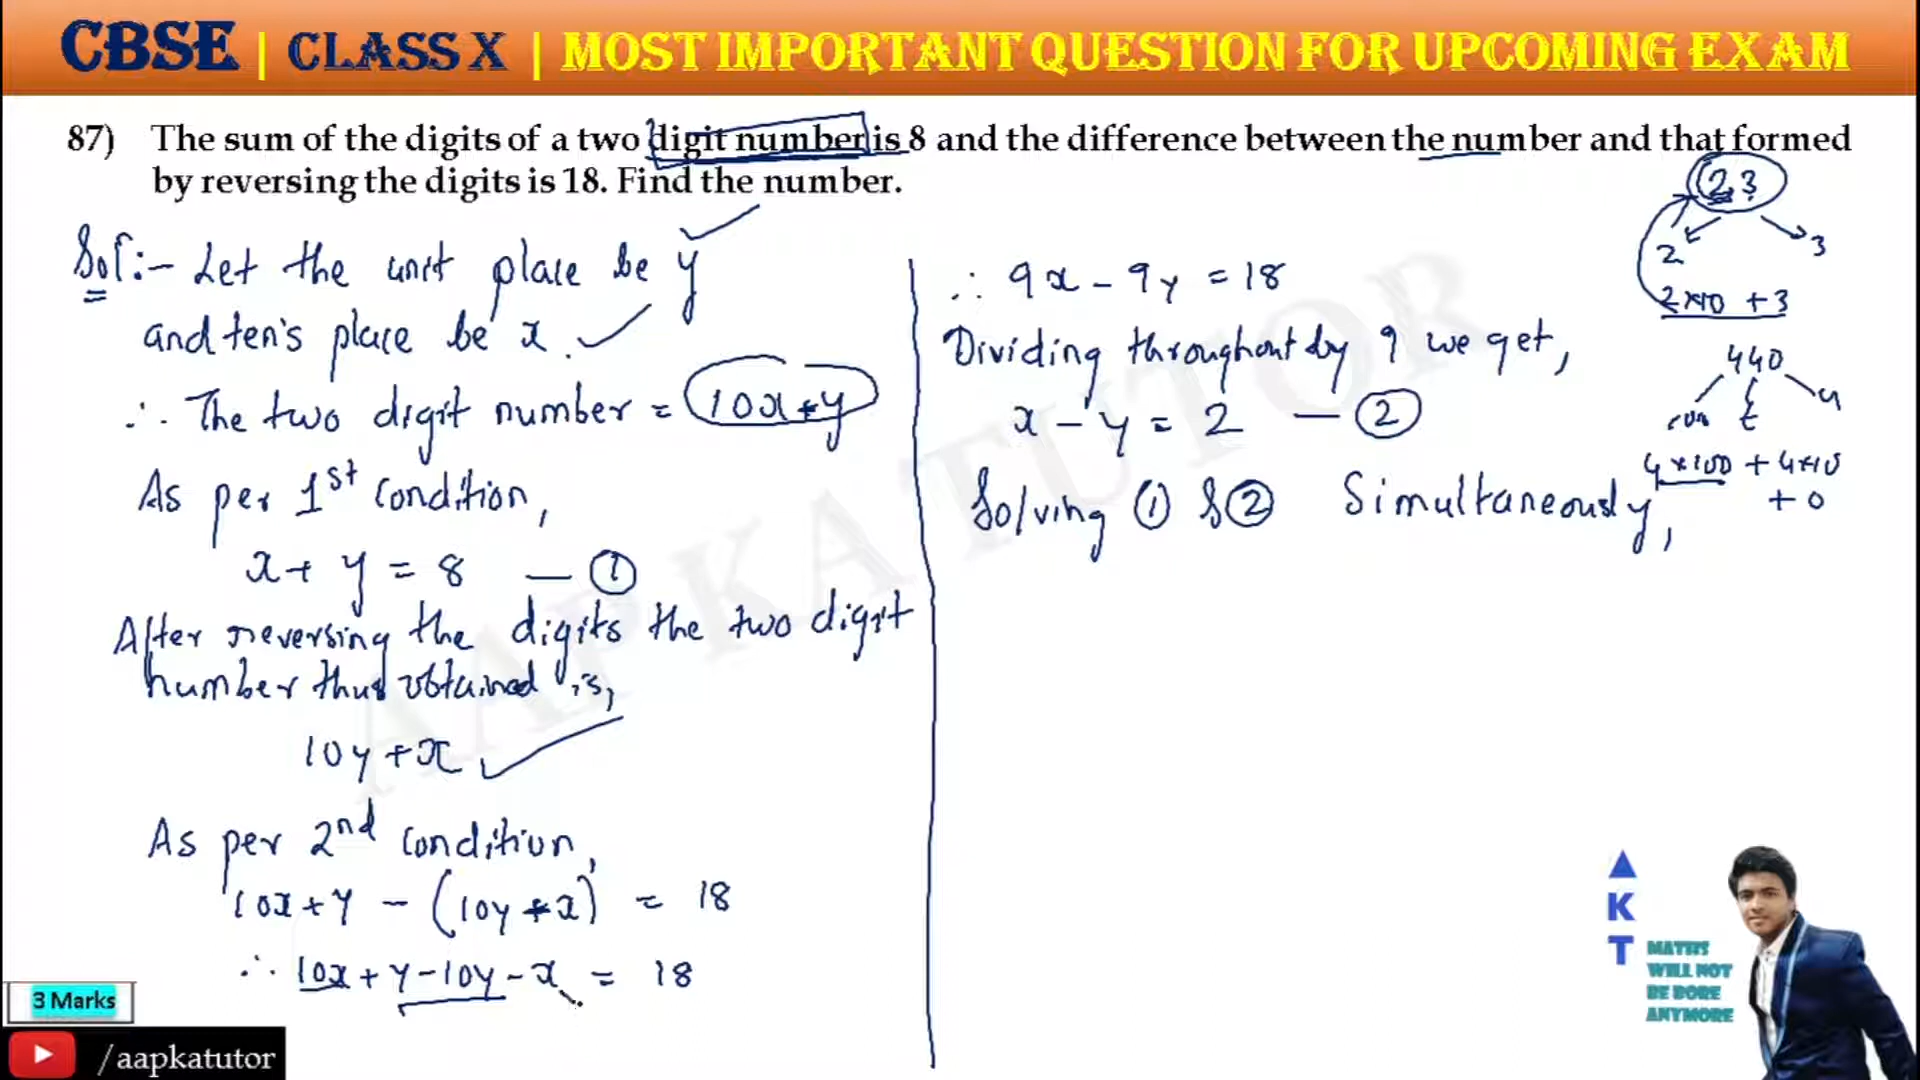 CBSE | CLASS X | MOST IMPORTANT QUESTION FOR UPCOMING EXAM
87) The sum of the digits of a two digit number is 8 and the difference between the number and that formed
by reversing the digits is 18. Find the number.
Sol:- Let the unit place be y
and ten's place be x.
∴ The two digit number = 10x+y
As per 1st condition,
x + y = 8 — ①
After reversing the digits the two digit
number thus obtained is,
10y + x
As per 2nd condition,
10x + y - (10y + x) = 18
∴ 10x + y - 10y - x = 18
∴ 9x - 9y = 18
Dividing throughout by 9 we get,
x - y = 2 — ②
Solving ① & ② Simultaneously,
23
2 3
2×10 + 3
440
t
4×100 + 4×10
+ 0
AAPKA TUTOR
3 Marks
/aapkatutor
AKT
MATHS
WILL NOT
BE BORE
ANYMORE